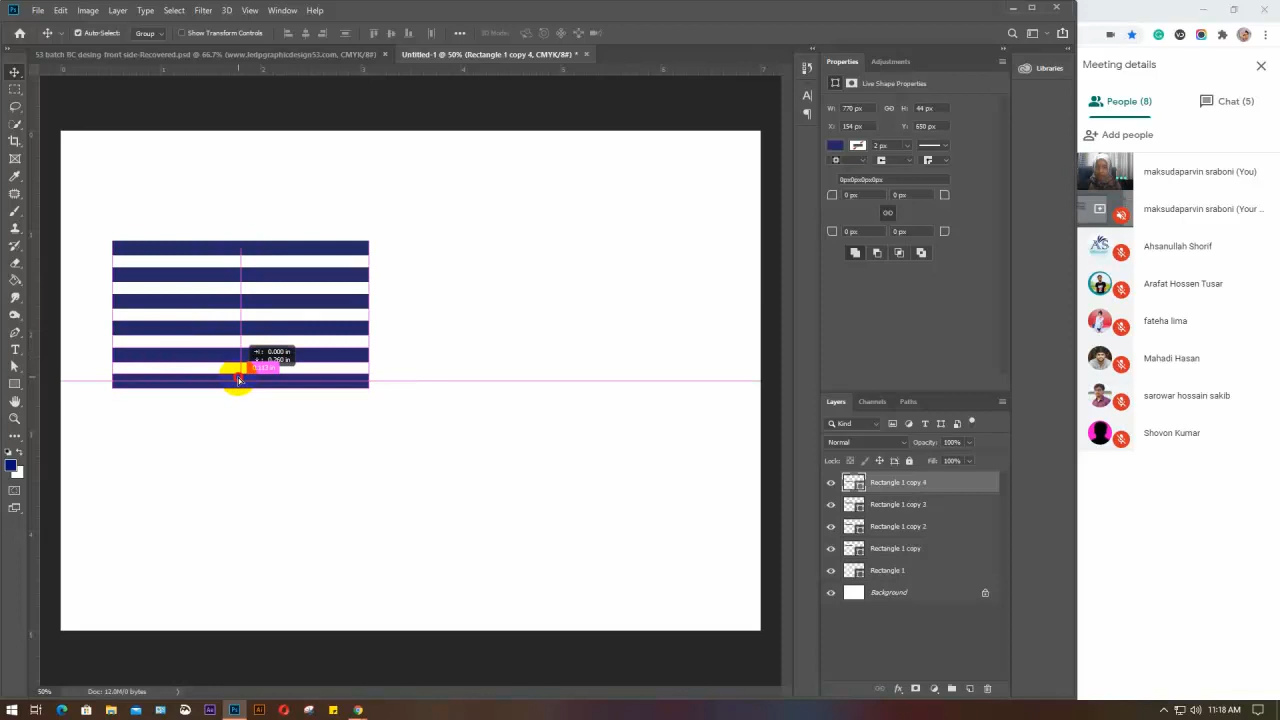 File Edit Image Layer Type Select Filter 3D View Window Help
Auto-Select: Group Show Transform Controls 3D Mode:
53 batch BC desing front side-Recovered.psd @ 66.7% (www.ledpgraphicdesign53.com, CMYK/8#) * ×
Untitled-1 @ 50% (Rectangle 1 copy 4, CMYK/8#) * ×
Properties Adjustments
Live Shape Properties
W: 770 px H: 44 px
X: 154 px Y: 650 px
2 px
0px0px0px0px
0 px 0 px
0 px 0 px
0.000 in
0.260 in
Layers Channels Paths
Kind
Normal Opacity: 100%
Lock: Fill: 100%
Rectangle 1 copy 4
Rectangle 1 copy 3
Rectangle 1 copy 2
Rectangle 1 copy
Rectangle 1
Background
50% Doc: 12.0M/0 bytes
Libraries
Meeting details
People (8) Chat (5)
Add people
maksudaparvin sraboni (You)
maksudaparvin sraboni (Your ...
Ahsanullah Shorif
Arafat Hossen Tusar
fateha lima
Mahadi Hasan
sarowar hossain sakib
Shovon Kumar
11:18 AM